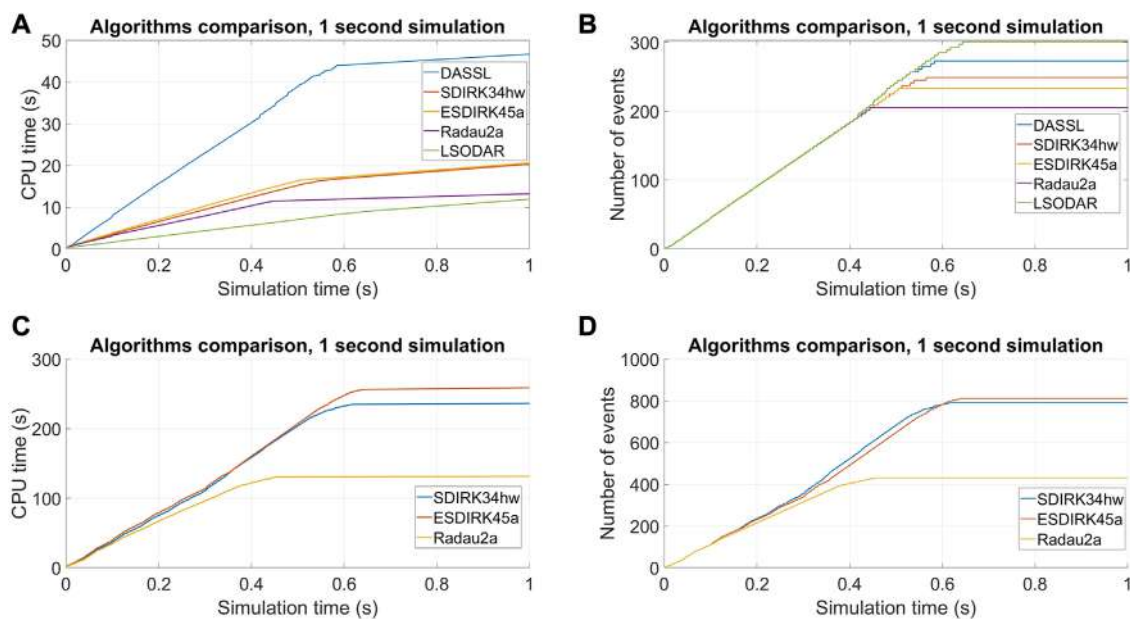 A
Algorithms comparison, 1 second simulation
50
40
30
20
10
0
CPU time (s)
DASSL
SDIRK34hw
ESDIRK45a
Radau2a
LSODAR
0 0.2 0.4 0.6 0.8 1
Simulation time (s)
B
Algorithms comparison, 1 second simulation
300
200
100
0
Number of events
DASSL
SDIRK34hw
ESDIRK45a
Radau2a
LSODAR
0 0.2 0.4 0.6 0.8 1
Simulation time (s)
C
Algorithms comparison, 1 second simulation
300
200
100
0
CPU time (s)
SDIRK34hw
ESDIRK45a
Radau2a
0 0.2 0.4 0.6 0.8 1
Simulation time (s)
D
Algorithms comparison, 1 second simulation
1000
800
600
400
200
0
Number of events
SDIRK34hw
ESDIRK45a
Radau2a
0 0.2 0.4 0.6 0.8 1
Simulation time (s)